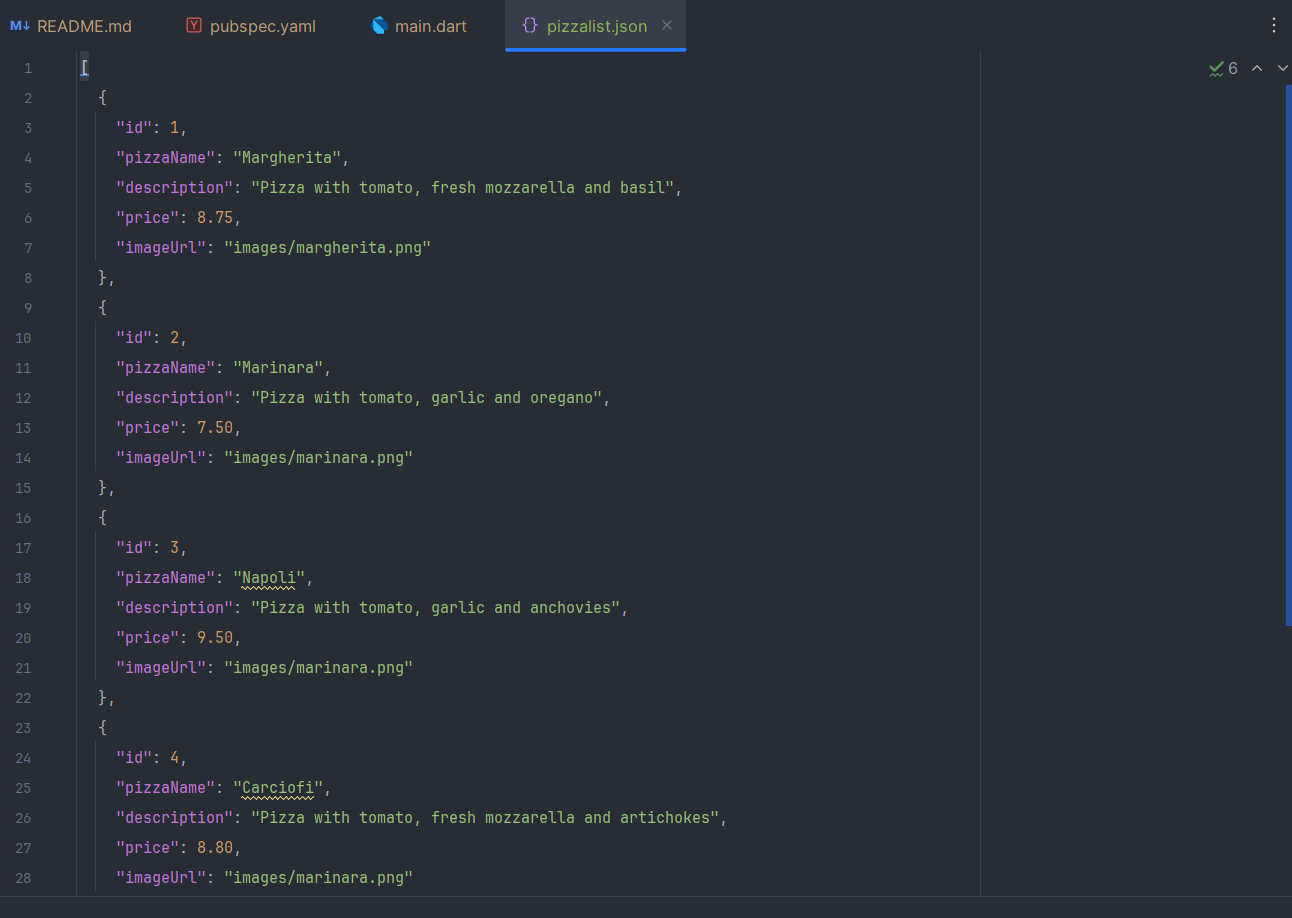 M↓ README.md
Y pubspec.yaml
main.dart
{} pizzalist.json
6
1 [
2 {
3 "id": 1,
4 "pizzaName": "Margherita",
5 "description": "Pizza with tomato, fresh mozzarella and basil",
6 "price": 8.75,
7 "imageUrl": "images/margherita.png"
8 },
9 {
10 "id": 2,
11 "pizzaName": "Marinara",
12 "description": "Pizza with tomato, garlic and oregano",
13 "price": 7.50,
14 "imageUrl": "images/marinara.png"
15 },
16 {
17 "id": 3,
18 "pizzaName": "Napoli",
19 "description": "Pizza with tomato, garlic and anchovies",
20 "price": 9.50,
21 "imageUrl": "images/marinara.png"
22 },
23 {
24 "id": 4,
25 "pizzaName": "Carciofi",
26 "description": "Pizza with tomato, fresh mozzarella and artichokes",
27 "price": 8.80,
28 "imageUrl": "images/marinara.png"